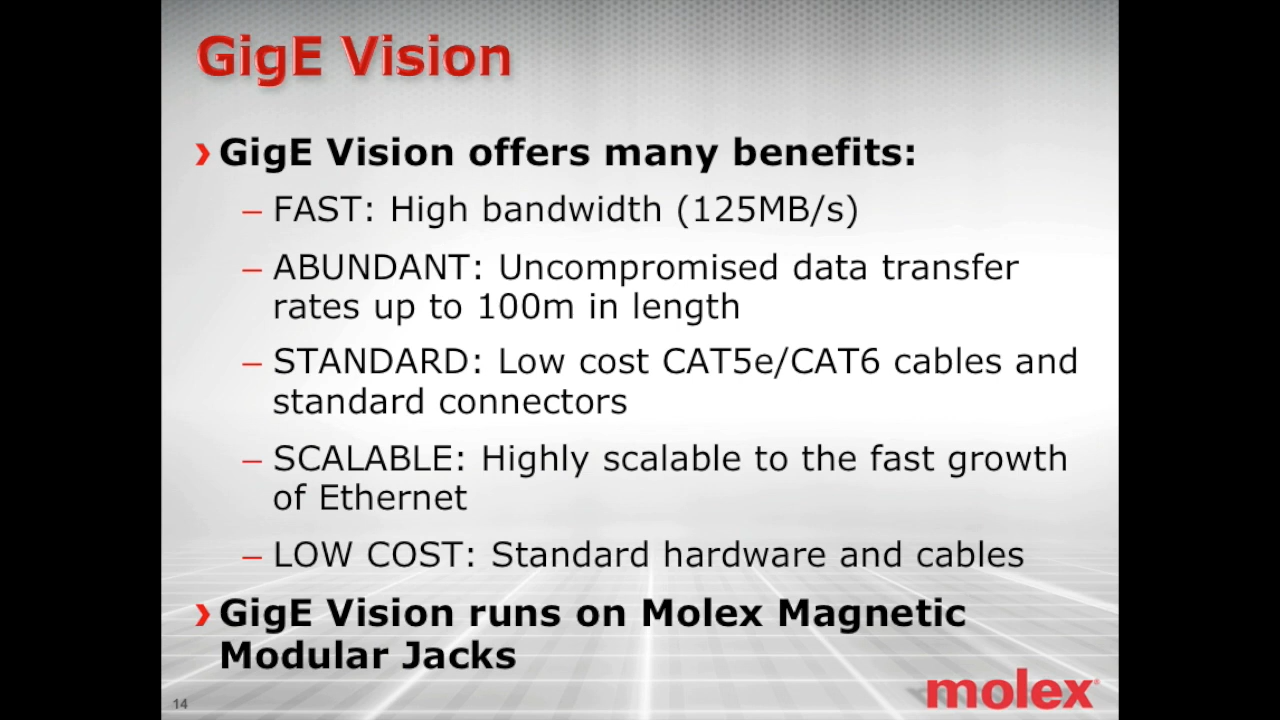 GigE Vision
› GigE Vision offers many benefits:
– FAST: High bandwidth (125MB/s)
– ABUNDANT: Uncompromised data transfer
rates up to 100m in length
– STANDARD: Low cost CAT5e/CAT6 cables and
standard connectors
– SCALABLE: Highly scalable to the fast growth
of Ethernet
– LOW COST: Standard hardware and cables
› GigE Vision runs on Molex Magnetic
Modular Jacks
14
molex